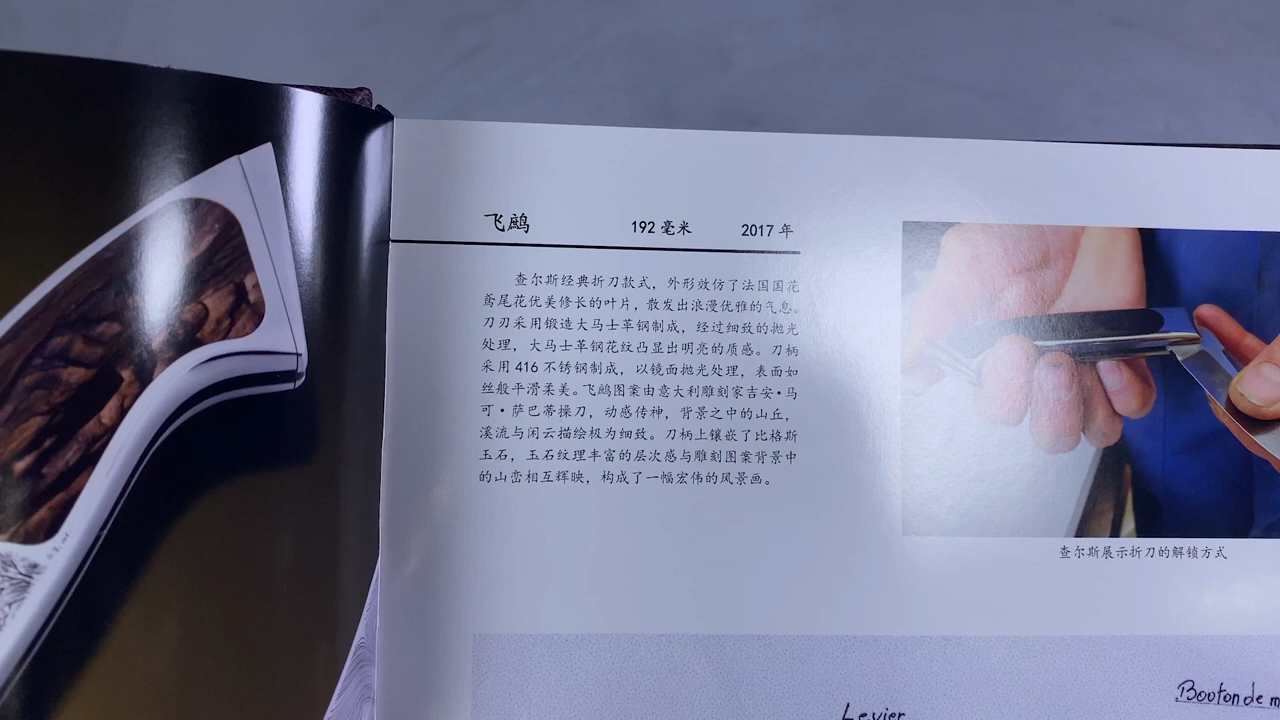 飞鹧
192 毫米
2017 年
查尔斯经典折刀款式，外形效仿了法国国花
鸢尾花优美修长的叶片，散发出浪漫优雅的气息。
刀刃采用锻造大马士革钢制成，经过细致的抛光
处理，大马士革钢花纹凸显出明亮的质感。刀柄
采用 416 不锈钢制成，以镜面抛光处理，表面如
丝般平滑柔美。飞鹧图案由意大利雕刻家吉安·马
可·萨巴蒂操刀，动感传神，背景之中的山丘，
溪流与闲云描绘极为细致。刀柄上镶嵌了比格斯
玉石，玉石纹理丰富的层次感与雕刻图案背景中
的山峦相互辉映，构成了一幅宏伟的风景画。
查尔斯展示折刀的解锁方式
Levier
Booton de